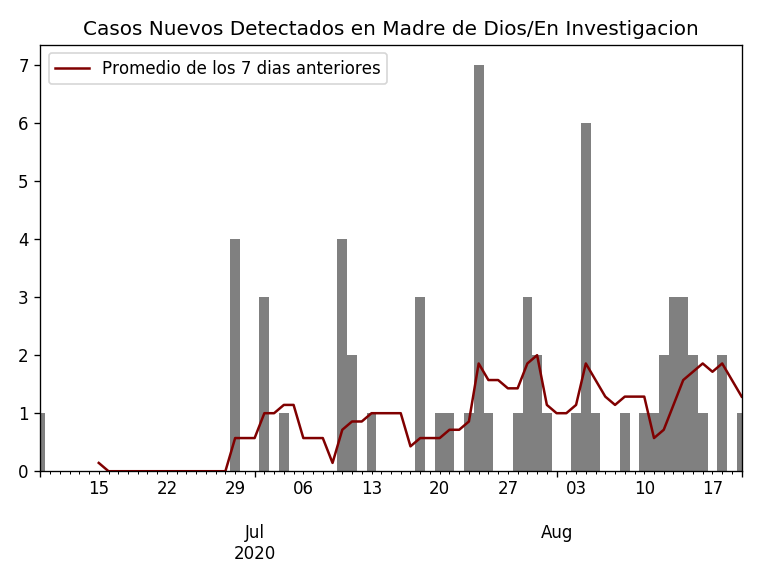 Casos Nuevos Detectados en Madre de Dios/En Investigacion
Promedio de los 7 dias anteriores
7
6
5
4
3
2
1
0
15 22 29 06 13 20 27 03 10 17
Jul Aug
2020